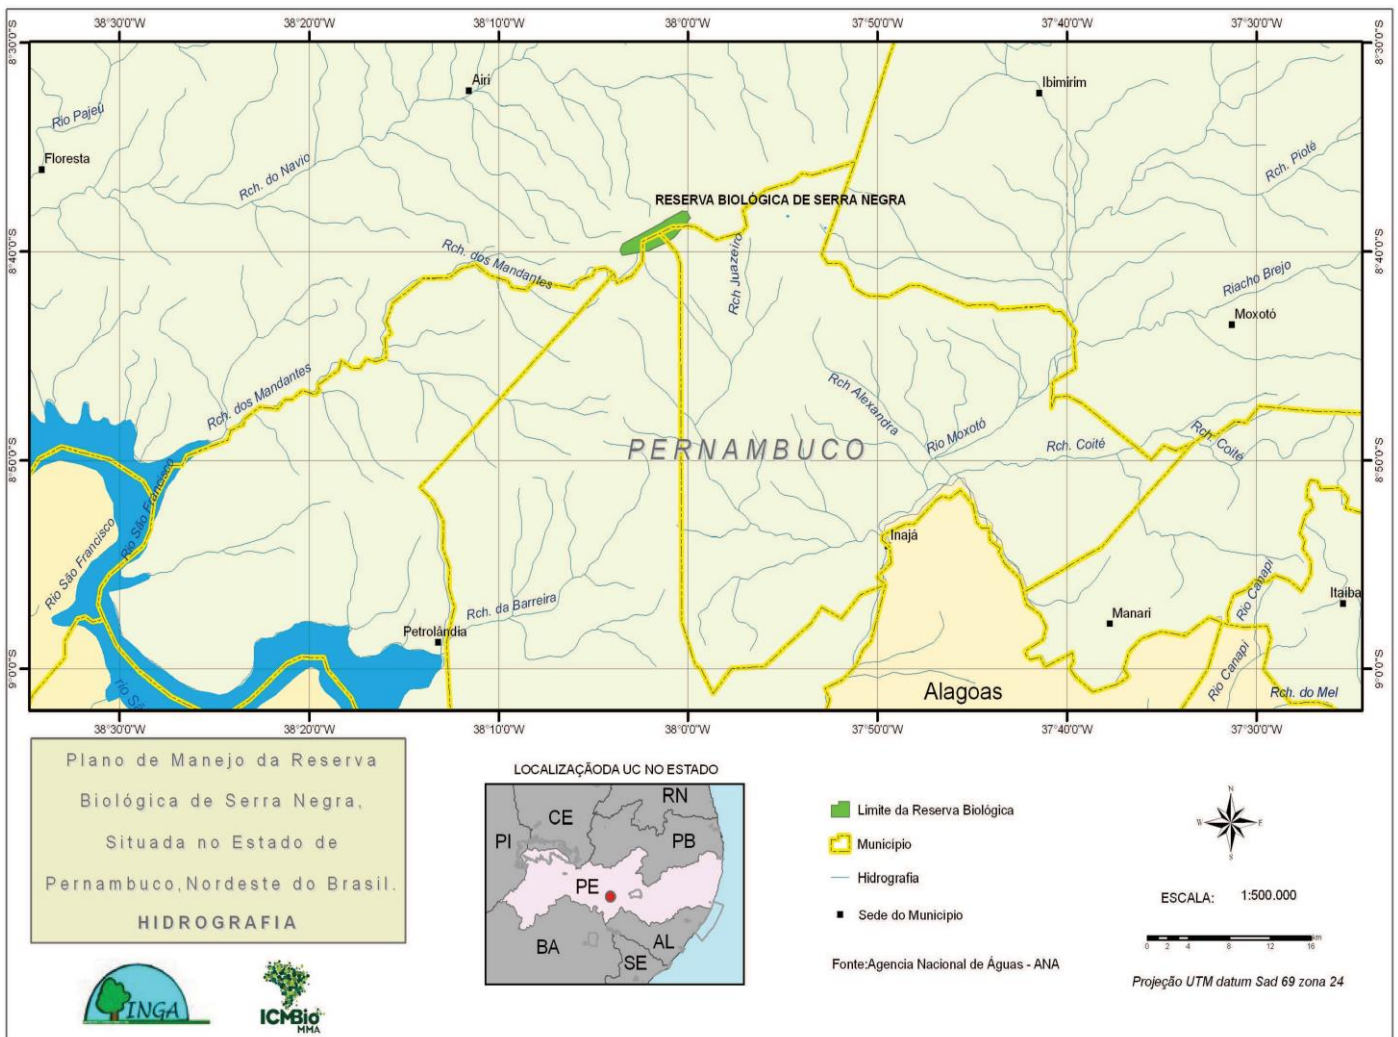 38°30'0"W 38°20'0"W 38°10'0"W 38°0'0"W 37°50'0"W 37°40'0"W 37°30'0"W
8°30'0"S 8°30'0"S
Airi
Ibimirim
Rio Pajeú
Floresta
Rch. do Navio
Rch. Pioté
RESERVA BIOLÓGICA DE SERRA NEGRA
8°40'0"S 8°40'0"S
Rch. dos Mandantes
Rch Juazeiro
Riacho Brejo
Moxotó
Rch. dos Mandantes
Rch Alexandra
Rio Moxotó
Rch. Coité
Rch. Coité
PERNAMBUCO
8°50'0"S 8°50'0"S
Rio São Francisco
Rio São Francisco
Inajá
Rio Canapi
Itaiba
Rch. da Barreira
Manari
Petrolândia
9°0'0"S 9°0'0"S
Rio Canapi
rio Sã
Alagoas
Rch. do Mel
38°30'0"W 38°20'0"W 38°10'0"W 38°0'0"W 37°50'0"W 37°40'0"W 37°30'0"W
Plano de Manejo da Reserva
Biológica de Serra Negra,
Situada no Estado de
Pernambuco,Nordeste do Brasil.
HIDROGRAFIA
INGA
ICMBio
MMA
LOCALIZAÇÃODA UC NO ESTADO
RN
CE
PI
PB
PE
BA
AL
SE
Limite da Reserva Biológica
Municipio
Hidrografia
Sede do Municipio
Fonte:Agencia Nacional de Águas - ANA
N
W E
S
ESCALA: 1:500.000
km
0 2 4 8 12 16
Projeção UTM datum Sad 69 zona 24